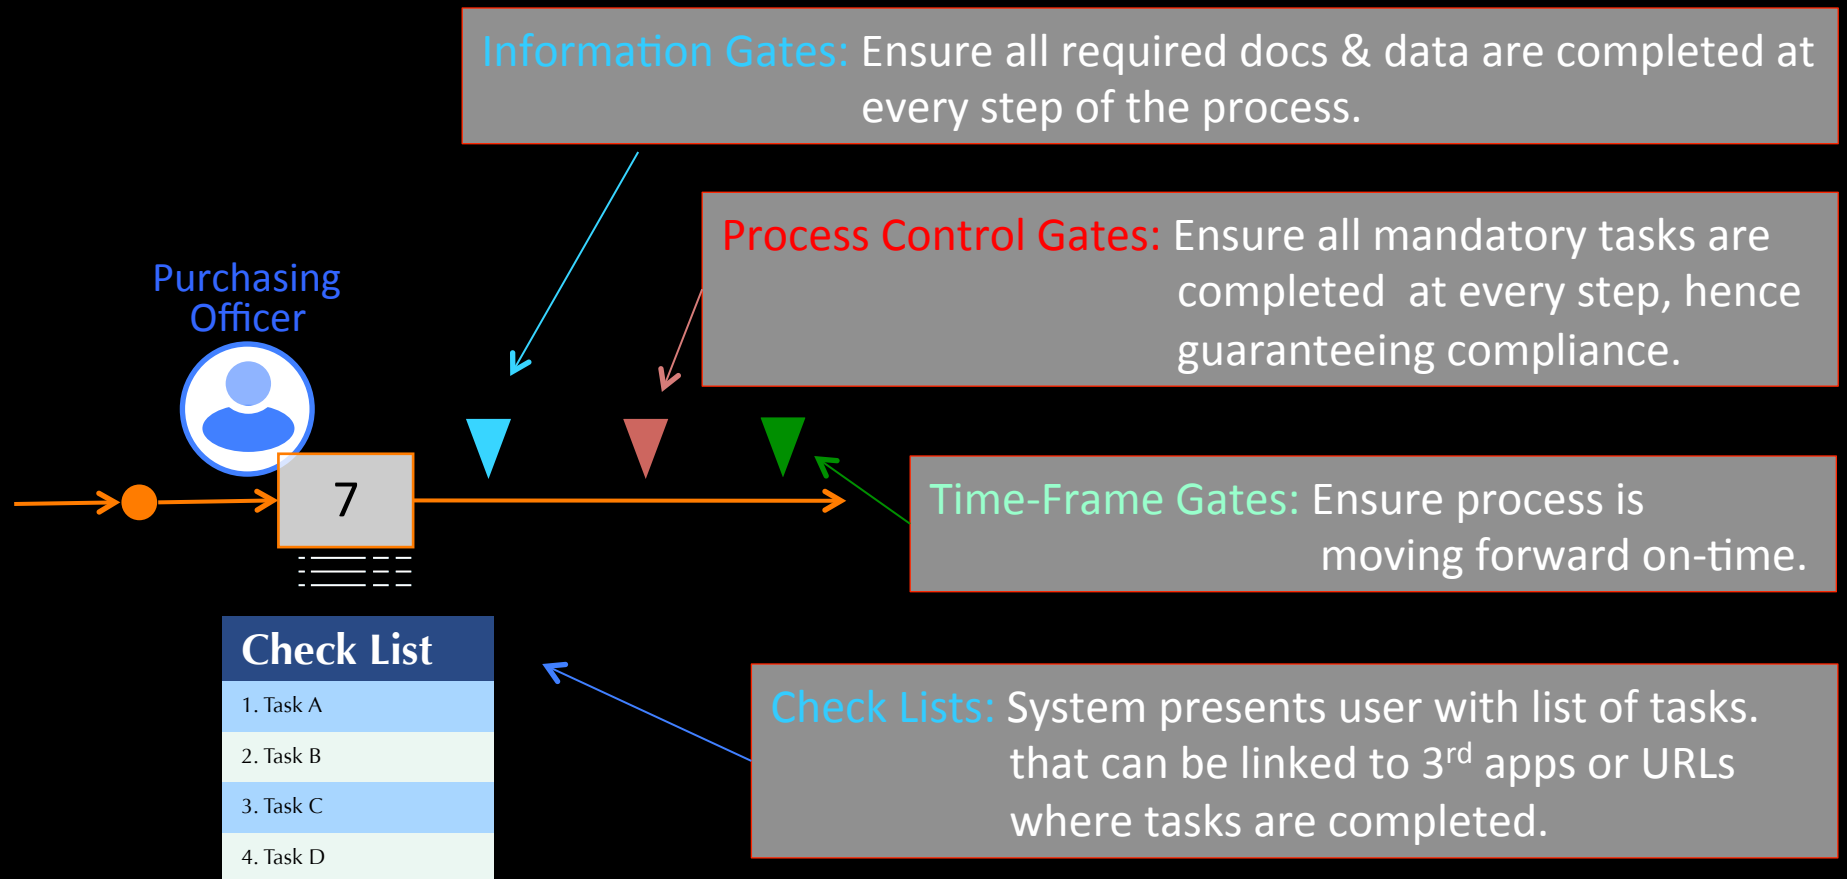 Information Gates: Ensure all required docs & data are completed at
every step of the process.
Process Control Gates: Ensure all mandatory tasks are
completed at every step, hence
guaranteeing compliance.
Purchasing
Officer
7
Time-Frame Gates: Ensure process is
moving forward on-time.
Check List
1. Task A
2. Task B
3. Task C
4. Task D
Check Lists: System presents user with list of tasks.
that can be linked to 3rd apps or URLs
where tasks are completed.